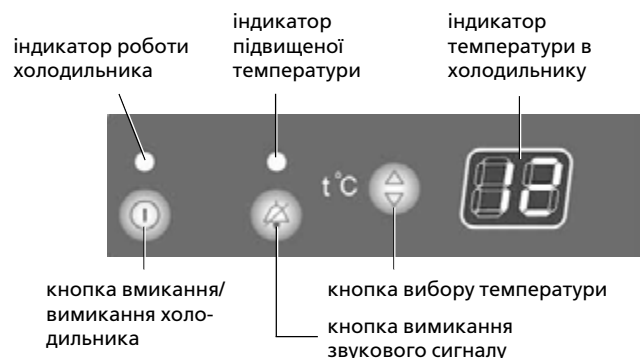 індикатор роботи
холодильника
індикатор
підвищеної
температури
індикатор
температури в
холодильнику
t°C
12
кнопка вмикання/
вимикання холо-
дильника
кнопка вибору температури
кнопка вимикання
звукового сигналу